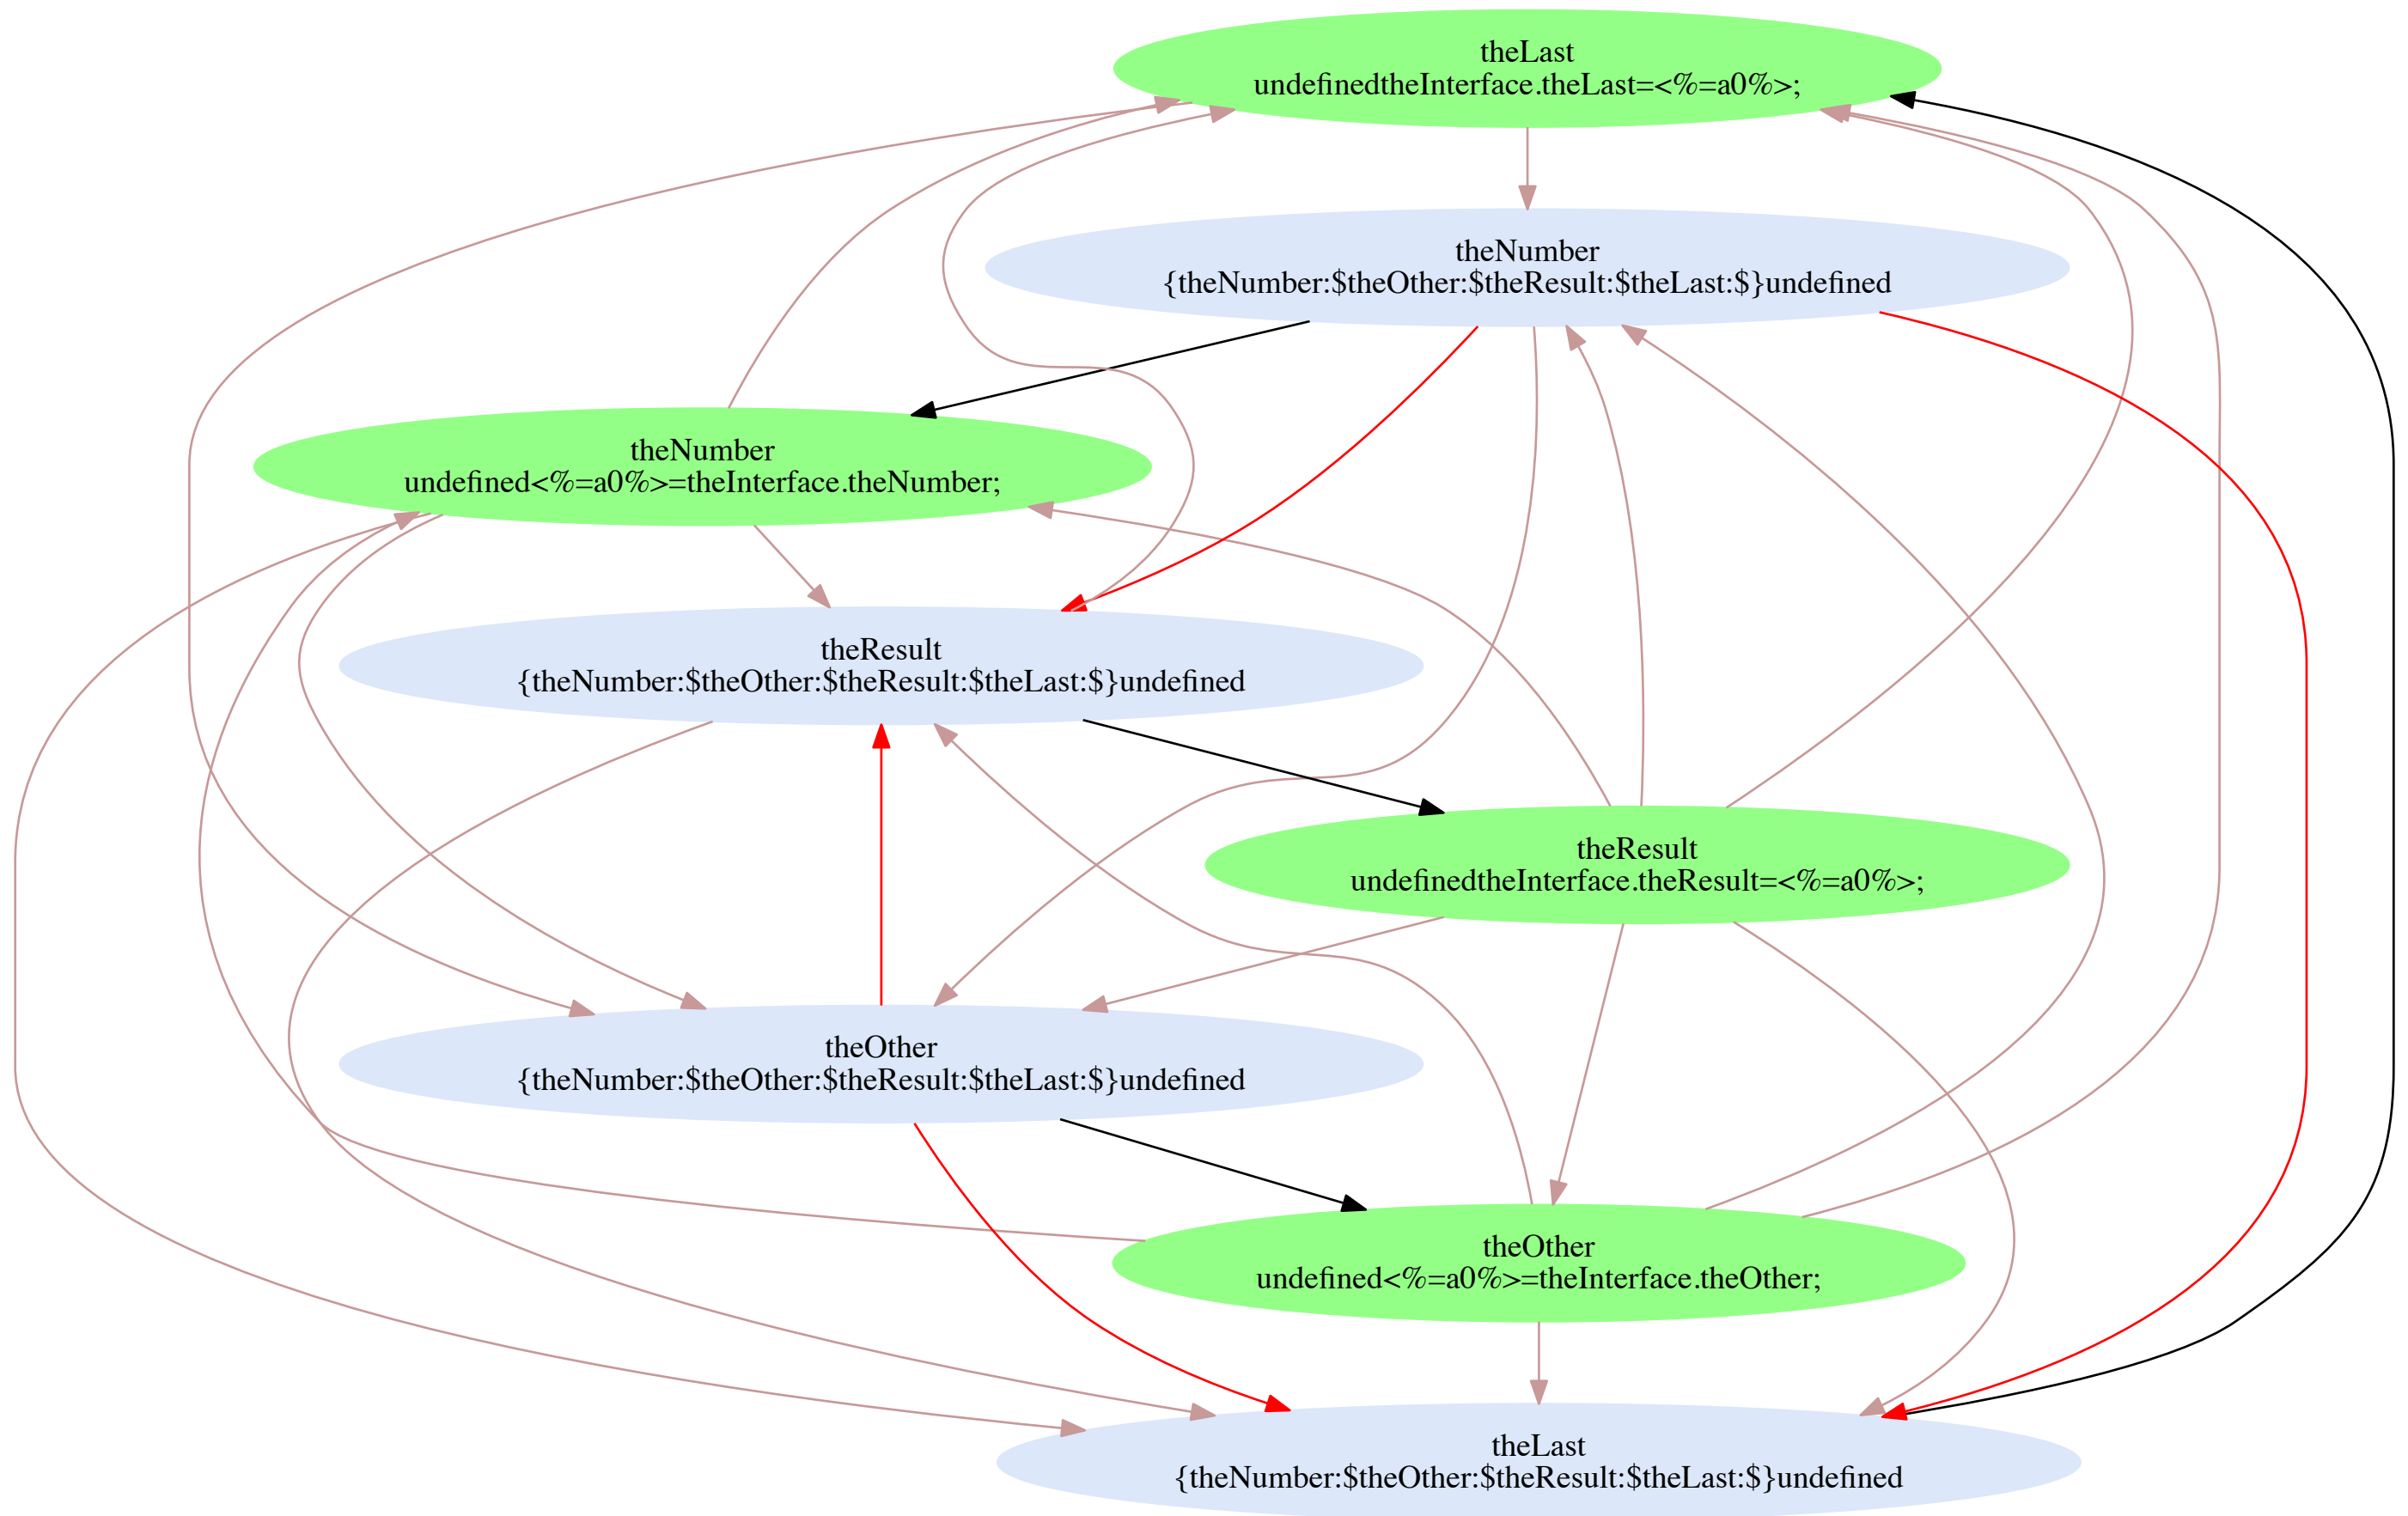 theLast
undefinedtheInterface.theLast=<%=a0%>;
theNumber
{theNumber:$theOther:$theResult:$theLast:$}undefined
theNumber
undefined<%=a0%>=theInterface.theNumber;
theResult
{theNumber:$theOther:$theResult:$theLast:$}undefined
theResult
undefinedtheInterface.theResult=<%=a0%>;
theOther
{theNumber:$theOther:$theResult:$theLast:$}undefined
theOther
undefined<%=a0%>=theInterface.theOther;
theLast
{theNumber:$theOther:$theResult:$theLast:$}undefined